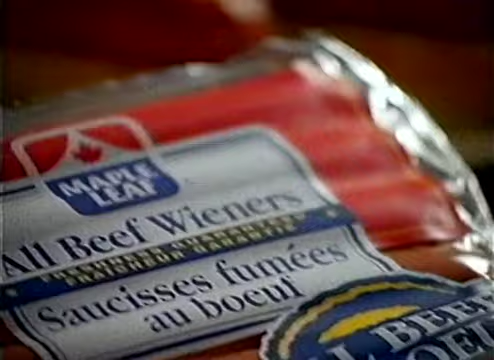 MAPLE
LEAF
All Beef Wieners
Saucisses fumées
au boeuf
BEEF